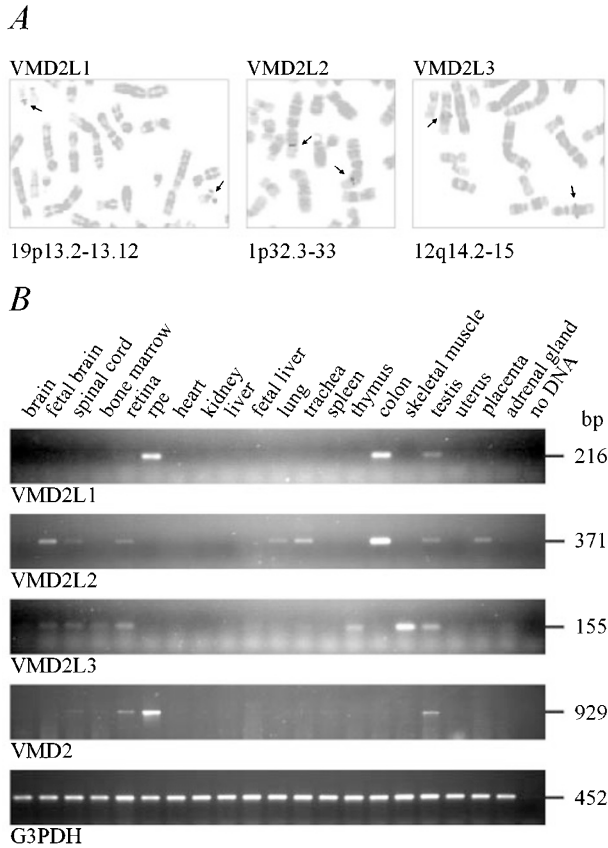 A
VMD2L1 VMD2L2 VMD2L3
19p13.2-13.12 1p32.3-33 12q14.2-15
B
brain fetal brain spinal cord bone marrow retina rpe heart kidney liver fetal liver lung trachea spleen thymus colon skeletal muscle testis uterus placenta adrenal gland no DNA
bp
216
VMD2L1
371
VMD2L2
155
VMD2L3
929
VMD2
452
G3PDH